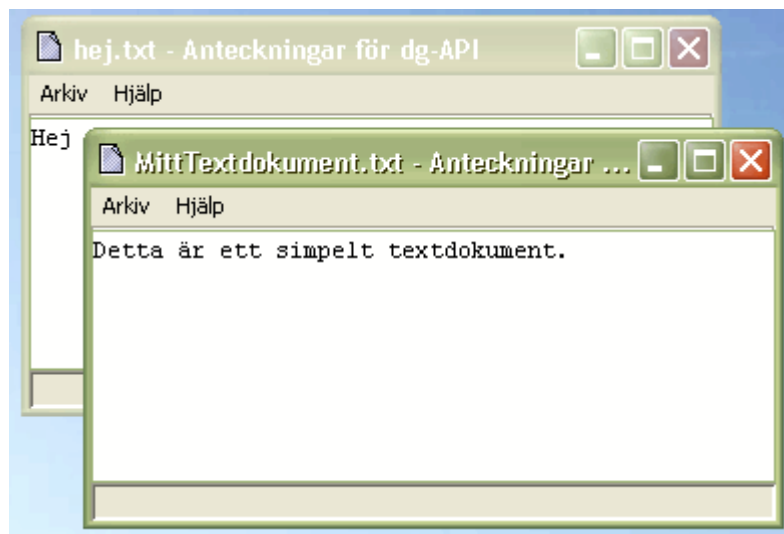 hej.txt - Anteckningar för dg-API
Arkiv Hjälp
Hej
MittTextdokument.txt - Anteckningar ...
Arkiv Hjälp
Detta är ett simpelt textdokument.